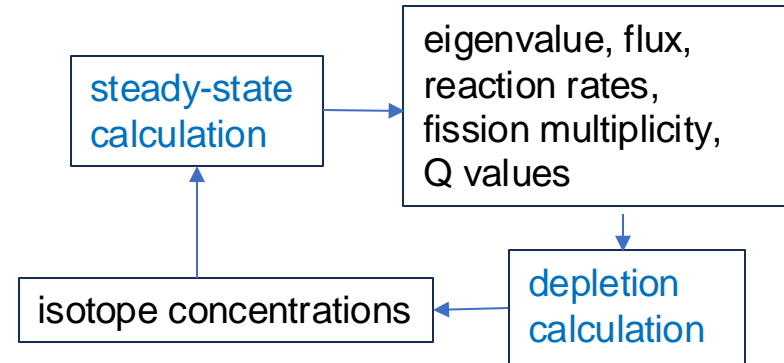 steady-state
calculation
eigenvalue, flux,
reaction rates,
fission multiplicity,
Q values
depletion
calculation
isotope concentrations